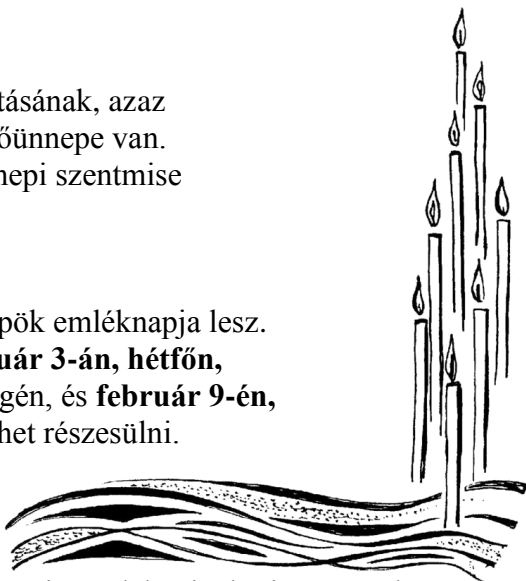 tásának, azaz
őünnepe van.
nepi szentmise
pök emléknapja lesz.
uár 3-án, hétfőn,
gén, és február 9-én,
het részesülni.